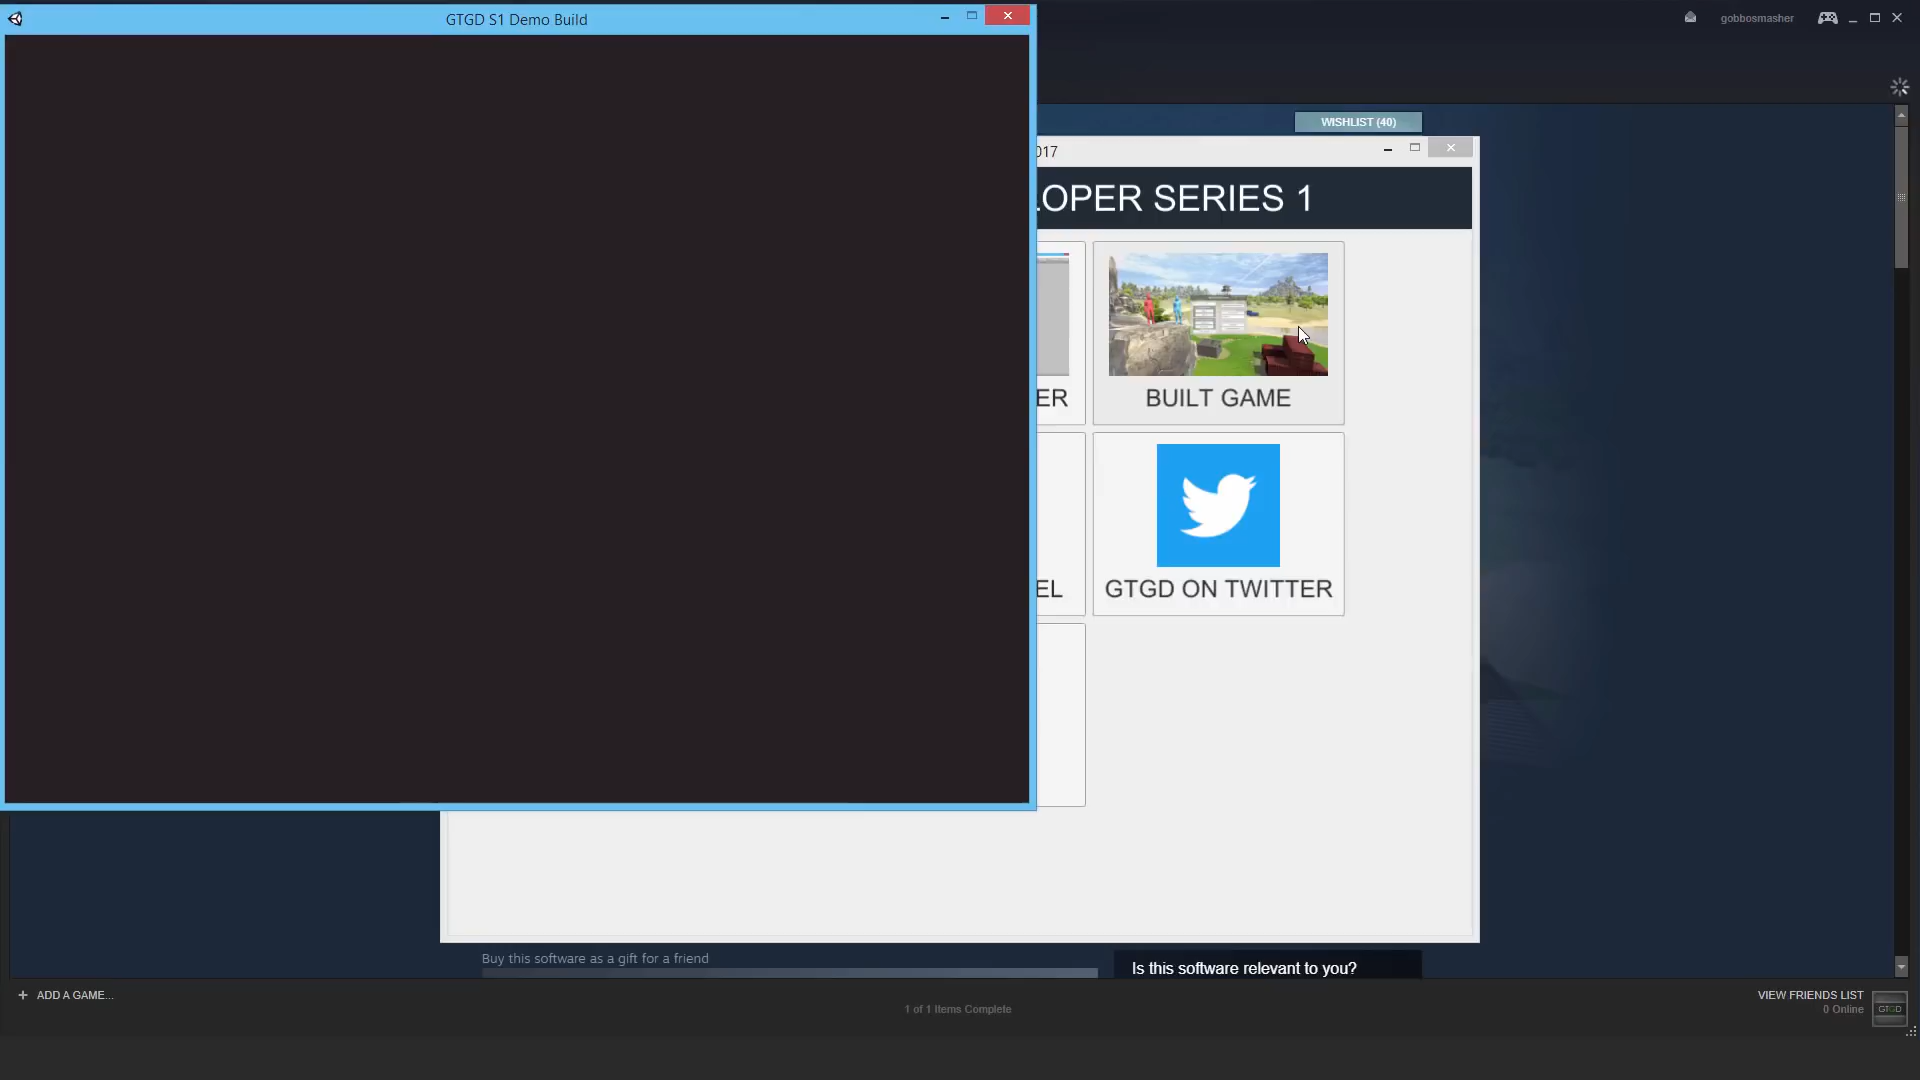 GTGD S1 Demo Build
gobbosmasher
WISHLIST (40)
017
LOPER SERIES 1
ER
BUILT GAME
EL
GTGD ON TWITTER
Buy this software as a gift for a friend
Is this software relevant to you?
+ ADD A GAME...
1 of 1 Items Complete
VIEW FRIENDS LIST
0 Online
GTGD